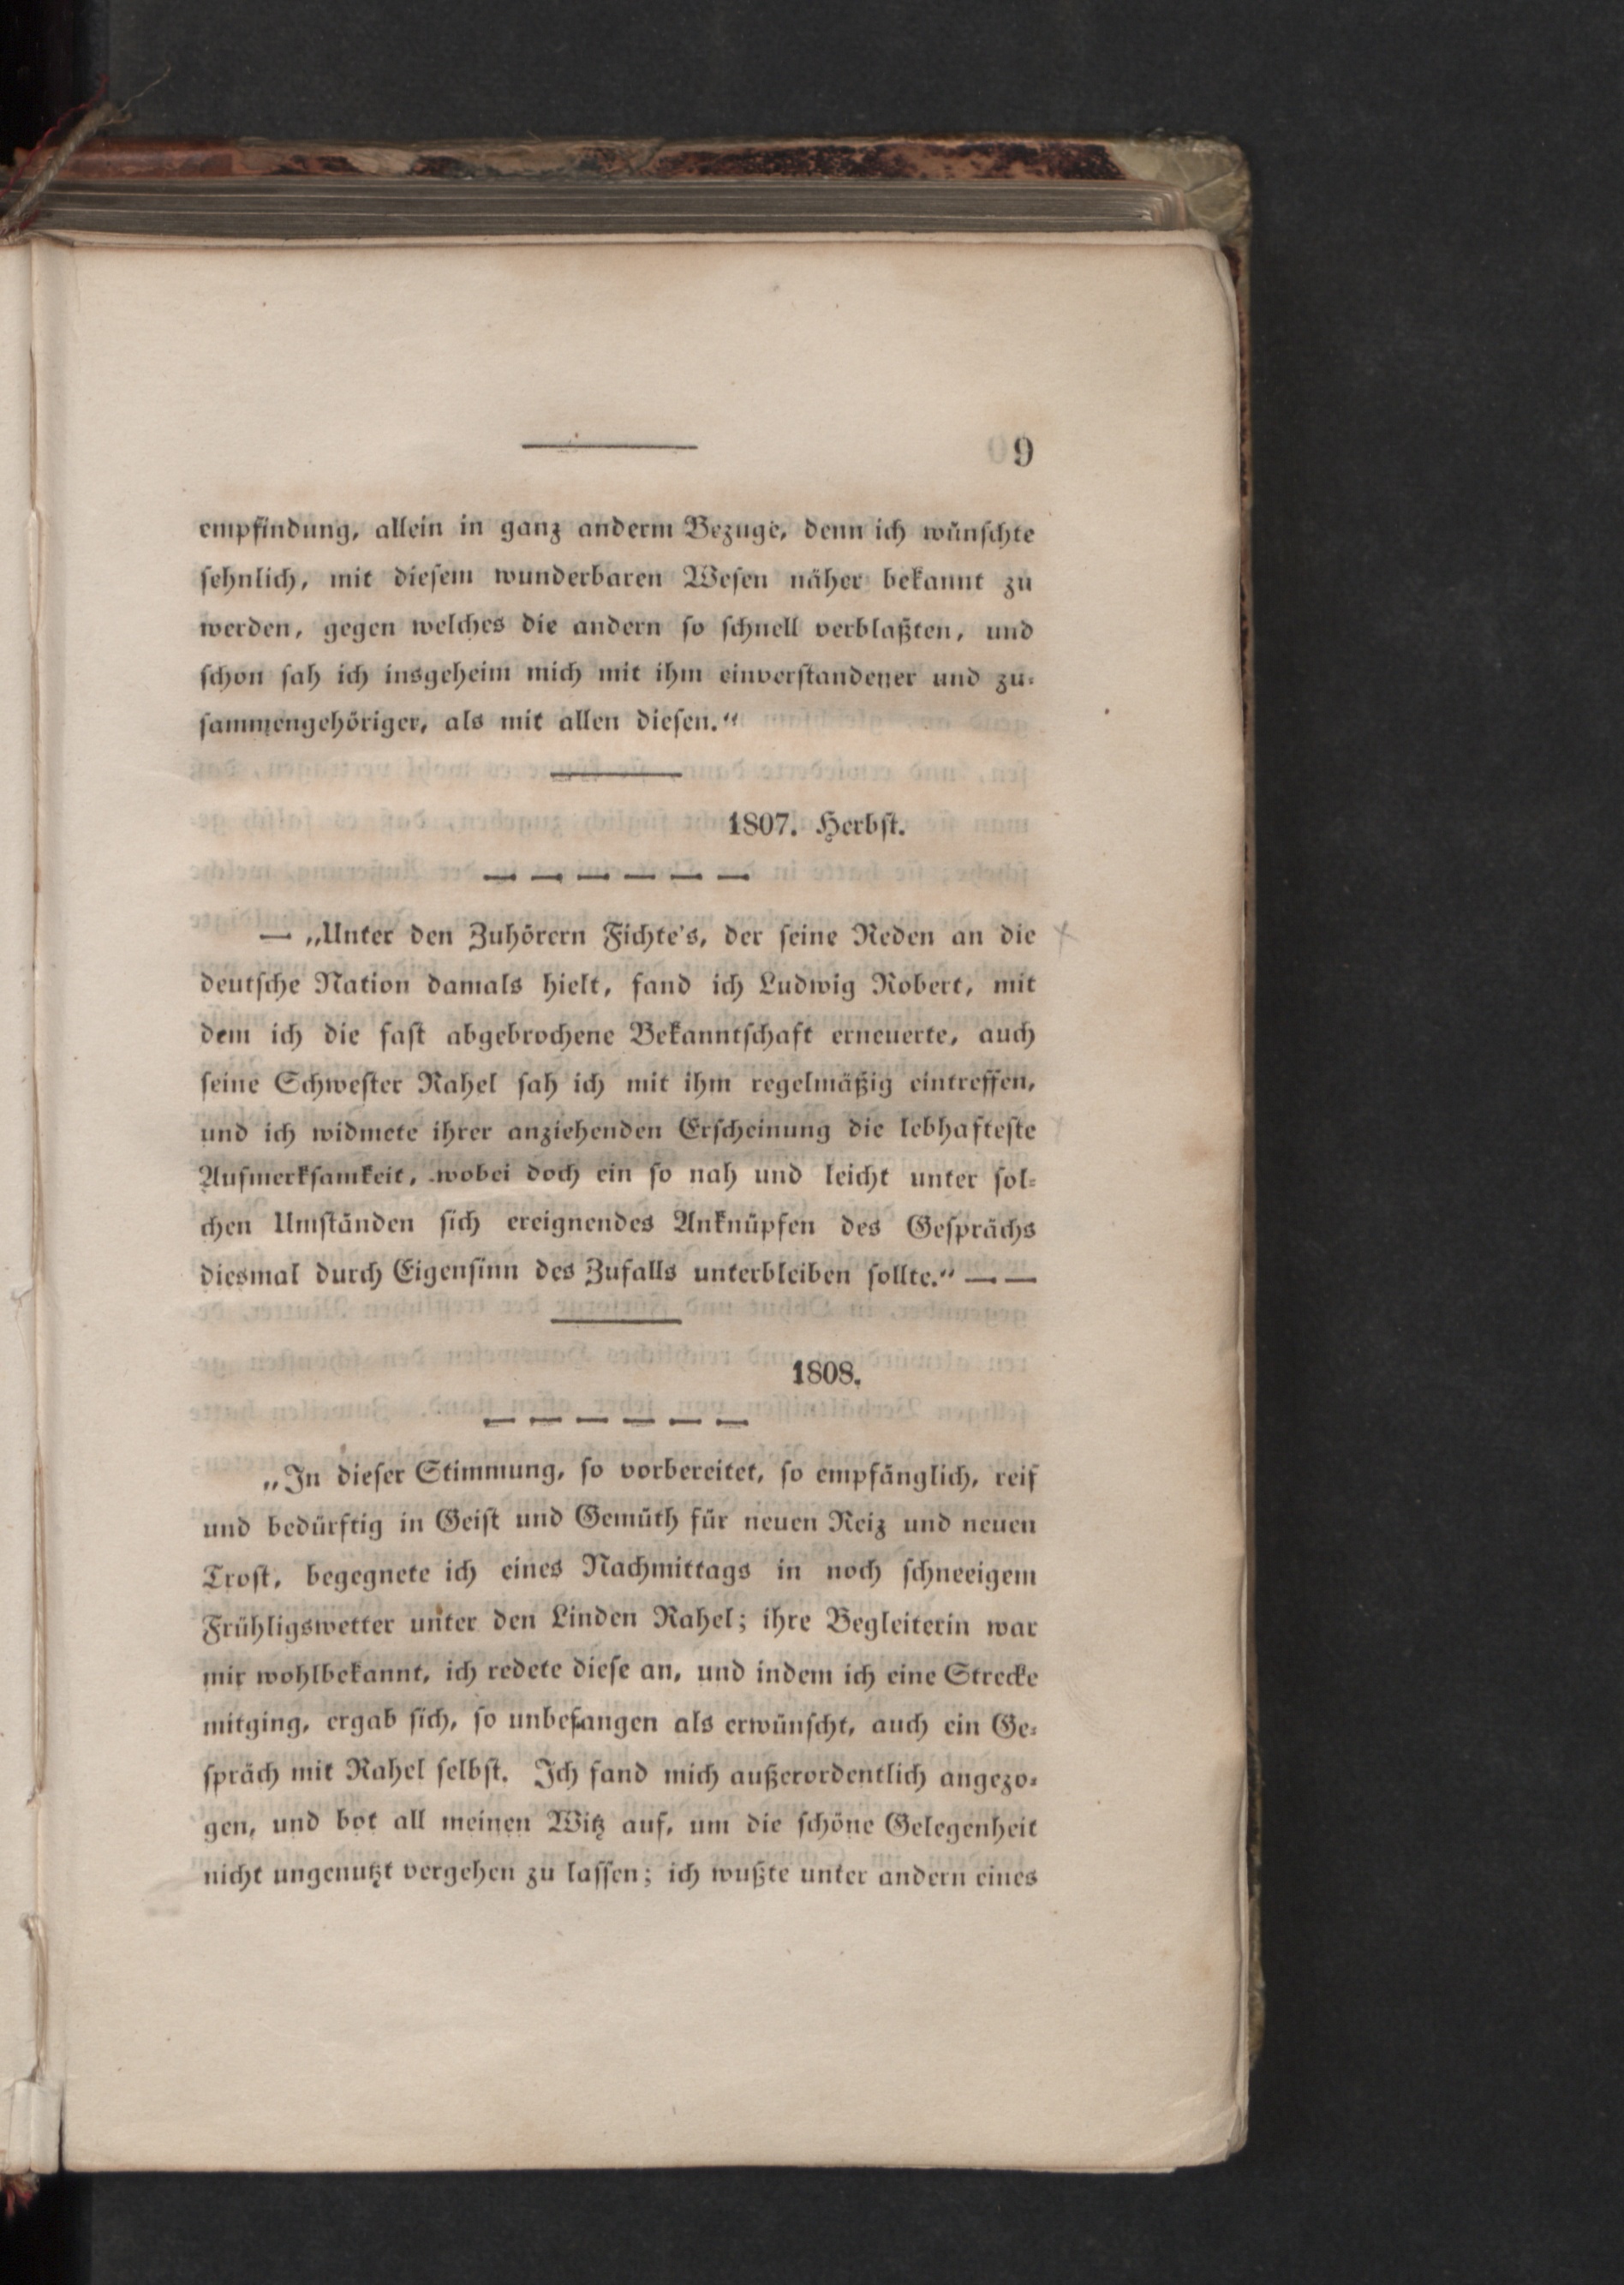 9
empfindung, allein in ganz anderm Bezuge, denn ich wünschte
sehnlich, mit diesem wunderbaren Wesen näher bekannt zu
werden, gegen welches die andern so schnell verblaßten, und
schon sah ich insgeheim mich mit ihm einverstandener und zu-
sammengehöriger, als mit allen diesen.“
1807. Herbst.
— — — — — —
— „Unter den Zuhörern Fichte's, der seine Reden an die
deutsche Nation damals hielt, fand ich Ludwig Robert, mit
dem ich die fast abgebrochene Bekanntschaft erneuerte, auch
seine Schwester Rahel sah ich mit ihm regelmäßig eintreffen,
und ich widmete ihrer anziehenden Erscheinung die lebhafteste
Aufmerksamkeit, wobei doch ein so nah und leicht unter sol-
chen Umständen sich ereignendes Anknüpfen des Gesprächs
diesmal durch Eigensinn des Zufalls unterbleiben sollte.“ — —
1808.
— — — — — —
„In dieser Stimmung, so vorbereitet, so empfänglich, reif
und bedürftig in Geist und Gemüth für neuen Reiz und neuen
Trost, begegnete ich eines Nachmittags in noch schneeigem
Frühligswetter unter den Linden Rahel; ihre Begleiterin war
mir wohlbekannt, ich redete diese an, und indem ich eine Strecke
mitging, ergab sich, so unbefangen als erwünscht, auch ein Ge-
spräch mit Rahel selbst. Ich fand mich außerordentlich angezo-
gen, und bot all meinen Witz auf, um die schöne Gelegenheit
nicht ungenutzt vergehen zu lassen; ich wußte unter andern eines